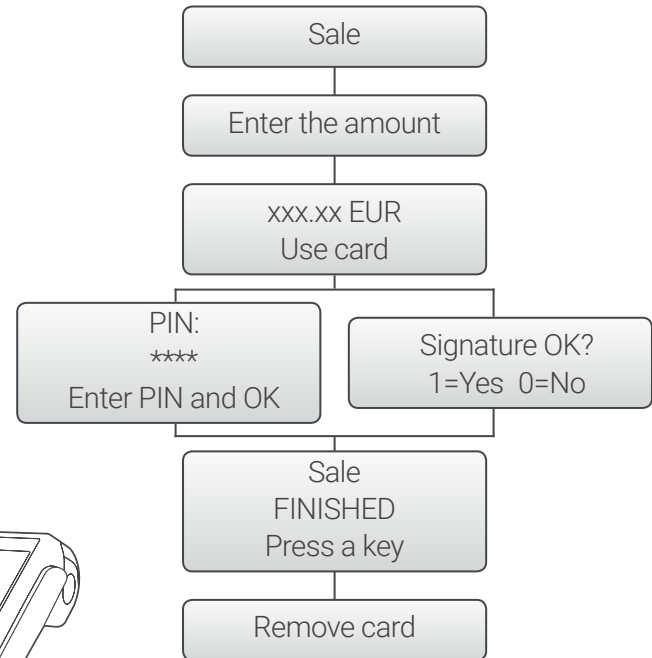 Sale
Enter the amount
xxx.xx EUR
Use card
PIN:
****
Enter PIN and OK
Signature OK?
1=Yes 0=No
Sale
FINISHED
Press a key
Remove card